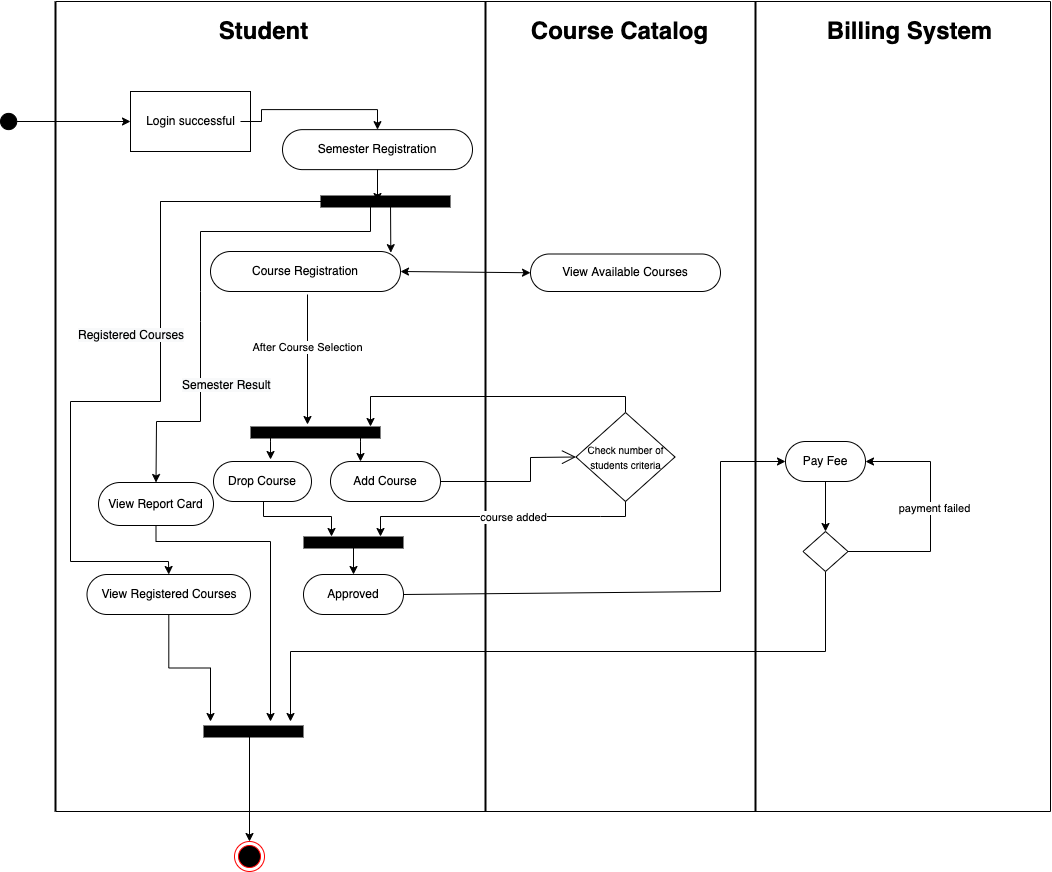 Student
Course Catalog
Billing System
Login successful
Semester Registration
Course Registration
View Available Courses
Registered Courses
After Course Selection
Semester Result
Check number of
students criteria
Drop Course
Add Course
Pay Fee
View Report Card
payment failed
course added
View Registered Courses
Approved